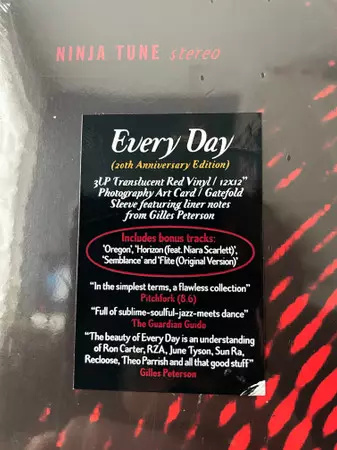 NINJA TUNE stereo
Every Day
(20th Anniversary Edition)
3LP Translucent Red Vinyl / 12x12"
Photography Art Card / Gatefold
Sleeve featuring liner notes
from Gilles Peterson
Includes bonus tracks:
'Oregon', 'Horizon (feat. Niara Scarlett)',
'Semblance' and 'Flite (Original Version)'
"In the simplest terms, a flawless collection"
Pitchfork (8.6)
"Full of sublime-soulful-jazz-meets dance"
The Guardian Guide
"The beauty of Every Day is an understanding
of Ron Carter, RZA, June Tyson, Sun Ra,
Recloose, Theo Parrish and all that good stuff"
Gilles Peterson